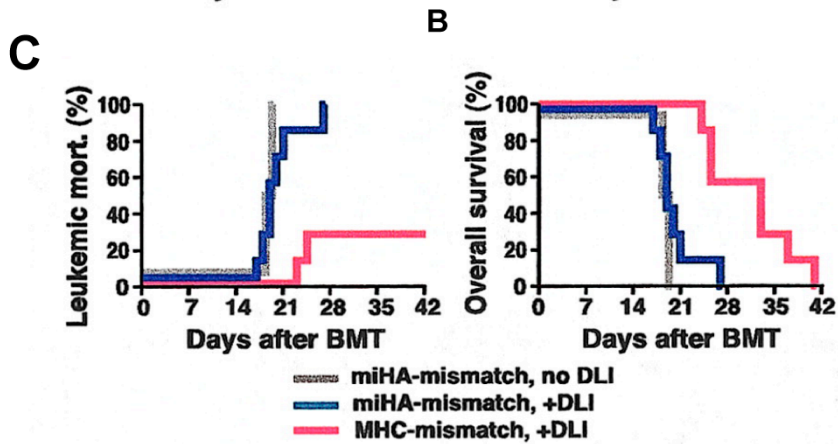 B
C
Leukemic mort. (%)
100
80
60
40
20
0
0 7 14 21 28 35 42
Days after BMT
Overall survival (%)
100
80
60
40
20
0
0 7 14 21 28 35 42
Days after BMT
miHA-mismatch, no DLI
miHA-mismatch, +DLI
MHC-mismatch, +DLI